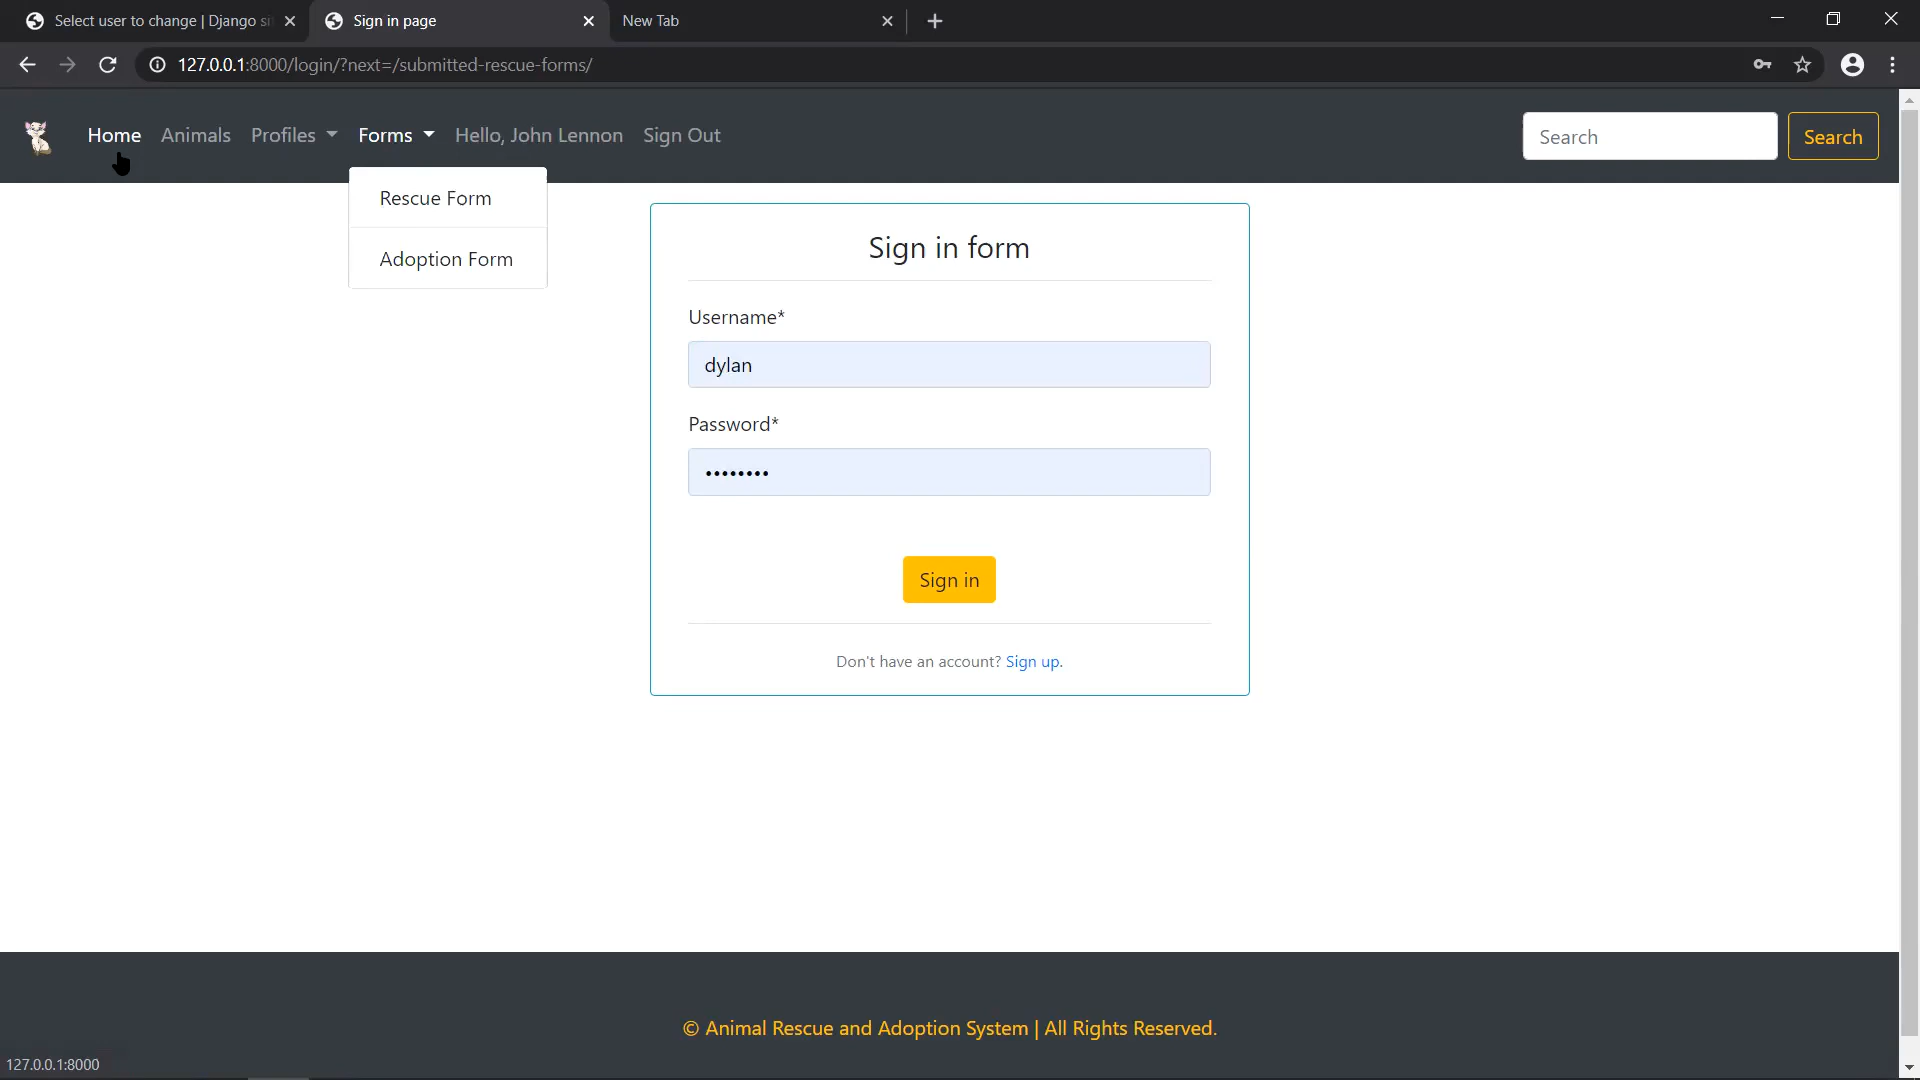 Select user to change | Django si
Sign in page
New Tab
127.0.0.1:8000/login/?next=/submitted-rescue-forms/
Home
Animals
Profiles
Forms
Hello, John Lennon
Sign Out
Search
Search
Rescue Form
Adoption Form
Sign in form
Username*
dylan
Password*
••••••••
Sign in
Don't have an account? Sign up.
© Animal Rescue and Adoption System | All Rights Reserved.
127.0.0.1:8000